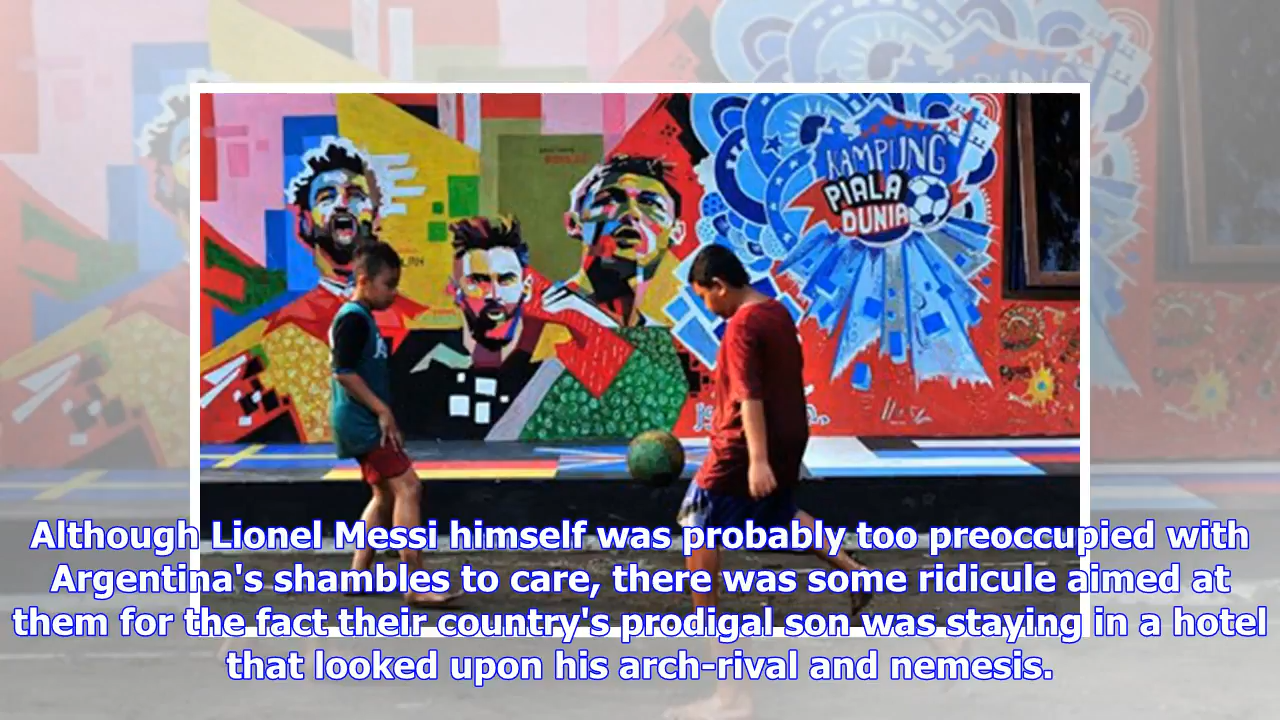 KAMPUNG
PIALA
DUNIA
Although Lionel Messi himself was probably too preoccupied with
Argentina's shambles to care, there was some ridicule aimed at
them for the fact their country's prodigal son was staying in a hotel
that looked upon his arch-rival and nemesis.